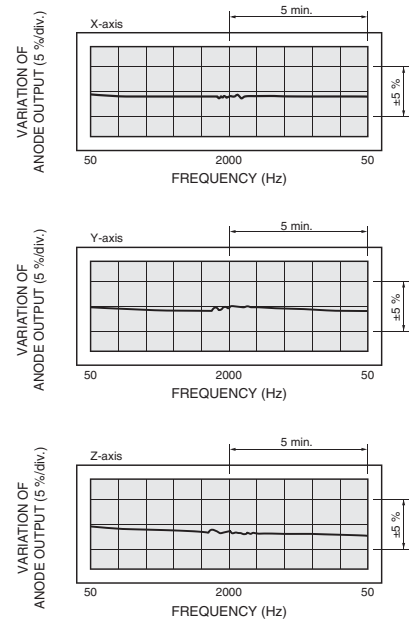 5 min.
X-axis
VARIATION OF
ANODE OUTPUT (5 %/div.)
±5 %
50 2000 50
FREQUENCY (Hz)
5 min.
Y-axis
VARIATION OF
ANODE OUTPUT (5 %/div.)
±5 %
50 2000 50
FREQUENCY (Hz)
5 min.
Z-axis
VARIATION OF
ANODE OUTPUT (5 %/div.)
±5 %
50 2000 50
FREQUENCY (Hz)